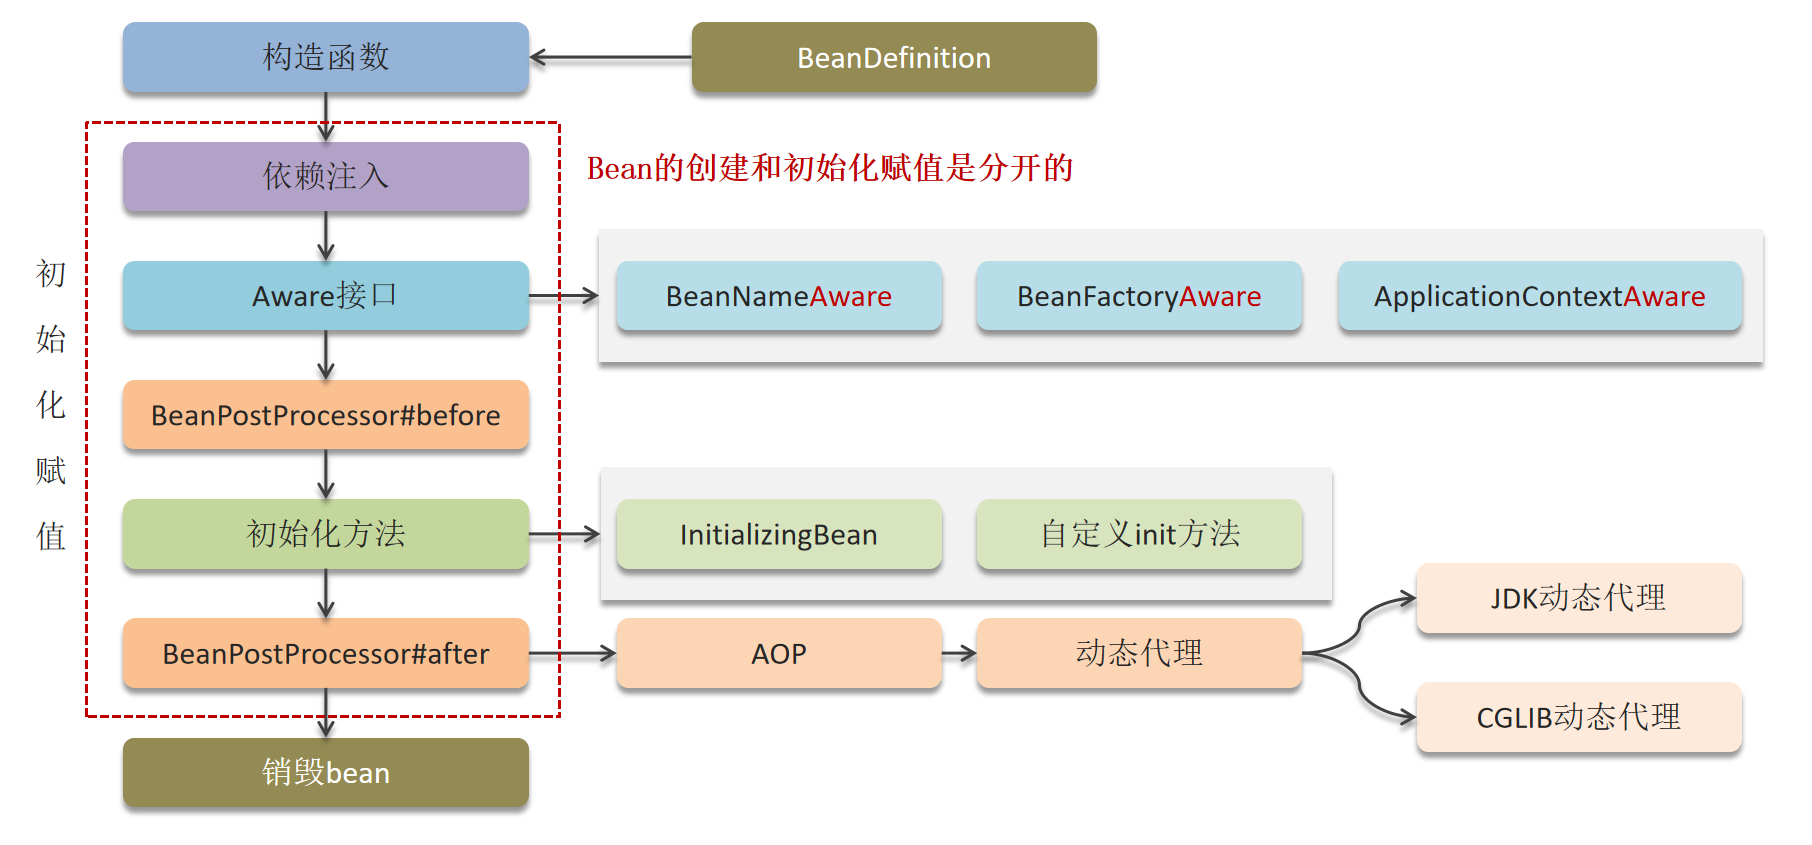 构造函数
BeanDefinition
依赖注入
Bean的创建和初始化赋值是分开的
初始化赋值
Aware接口
BeanNameAware
BeanFactoryAware
ApplicationContextAware
BeanPostProcessor#before
初始化方法
InitializingBean
自定义init方法
BeanPostProcessor#after
AOP
动态代理
JDK动态代理
CGLIB动态代理
销毁bean